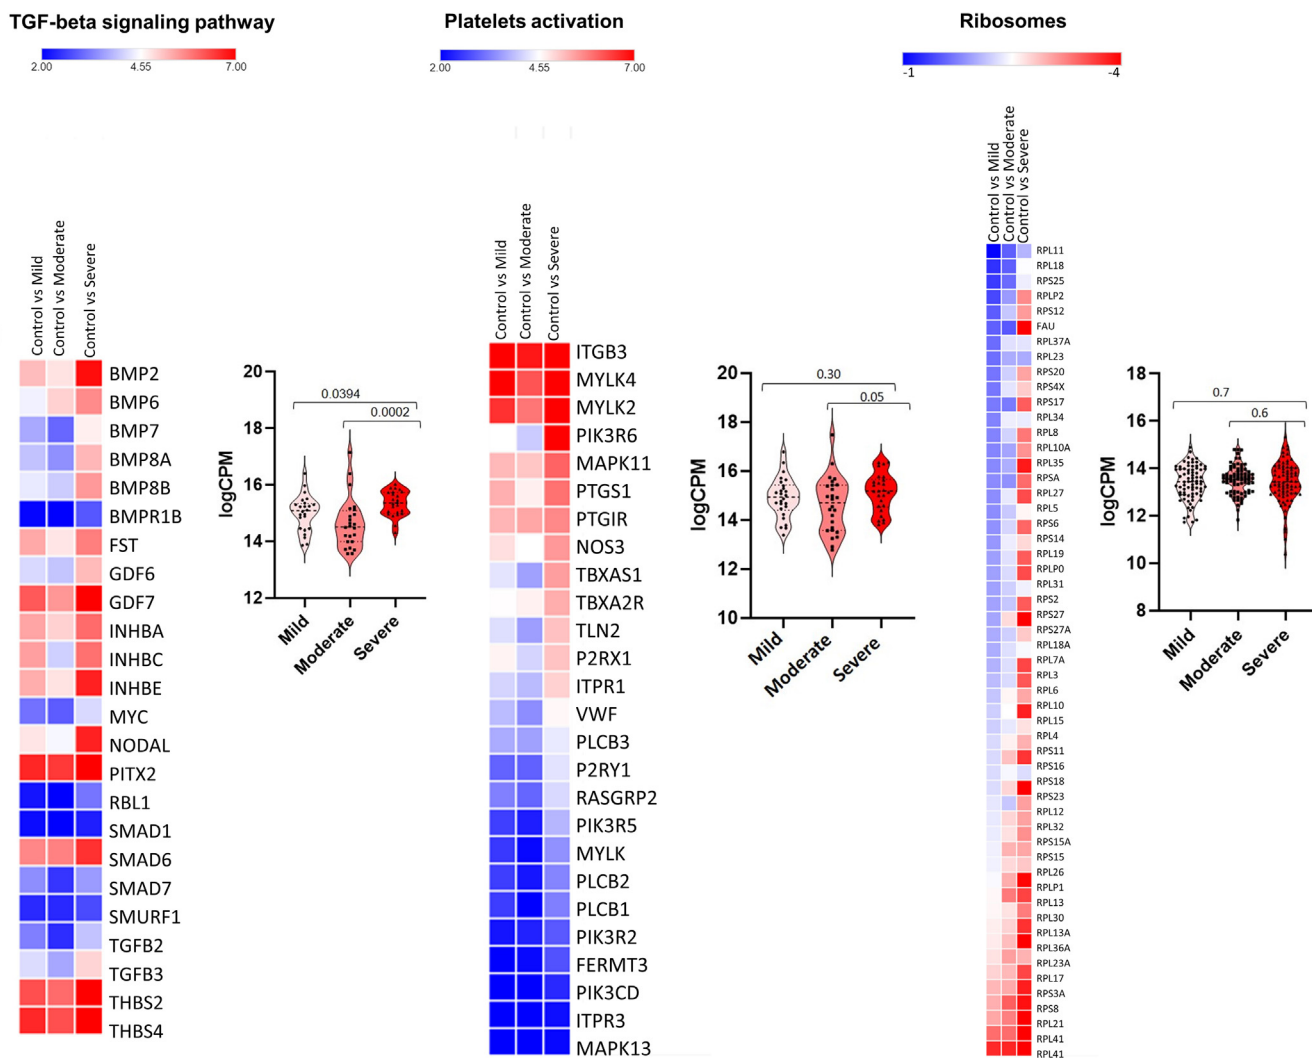 TGF-beta signaling pathway
2.00 4.55 7.00
Control vs Mild
Control vs Moderate
Control vs Severe
BMP2
BMP6
BMP7
BMP8A
BMP8B
BMPR1B
FST
GDF6
GDF7
INHBA
INHBC
INHBE
MYC
NODAL
PITX2
RBL1
SMAD1
SMAD6
SMAD7
SMURF1
TGFB2
TGFB3
THBS2
THBS4
logCPM
20
18
16
14
12
0.0394
0.0002
Mild
Moderate
Severe
Platelets activation
2.00 4.55 7.00
Control vs Mild
Control vs Moderate
Control vs Severe
ITGB3
MYLK4
MYLK2
PIK3R6
MAPK11
PTGS1
PTGIR
NOS3
TBXAS1
TBXA2R
TLN2
P2RX1
ITPR1
VWF
PLCB3
P2RY1
RASGRP2
PIK3R5
MYLK
PLCB2
PLCB1
PIK3R2
FERMT3
PIK3CD
ITPR3
MAPK13
logCPM
20
18
16
14
12
10
0.30
0.05
Mild
Moderate
Severe
Ribosomes
-1 -4
Control vs Mild
Control vs Moderate
Control vs Severe
RPL11
RPL18
RPS25
RPLP2
RPS12
FAU
RPL37A
RPL23
RPS20
RPS4X
RPS17
RPL34
RPL8
RPL10A
RPL35
RPSA
RPL27
RPL5
RPS6
RPS14
RPL19
RPLP0
RPL31
RPS2
RPS27
RPS27A
RPL18A
RPL7A
RPL3
RPL6
RPL10
RPL15
RPL4
RPS11
RPS16
RPS18
RPS23
RPL12
RPL32
RPS15A
RPS15
RPL26
RPLP1
RPL13
RPL30
RPL13A
RPL36A
RPL23A
RPL17
RPS3A
RPS8
RPL21
RPL41
RPL41
logCPM
18
16
14
12
10
8
0.7
0.6
Mild
Moderate
Severe